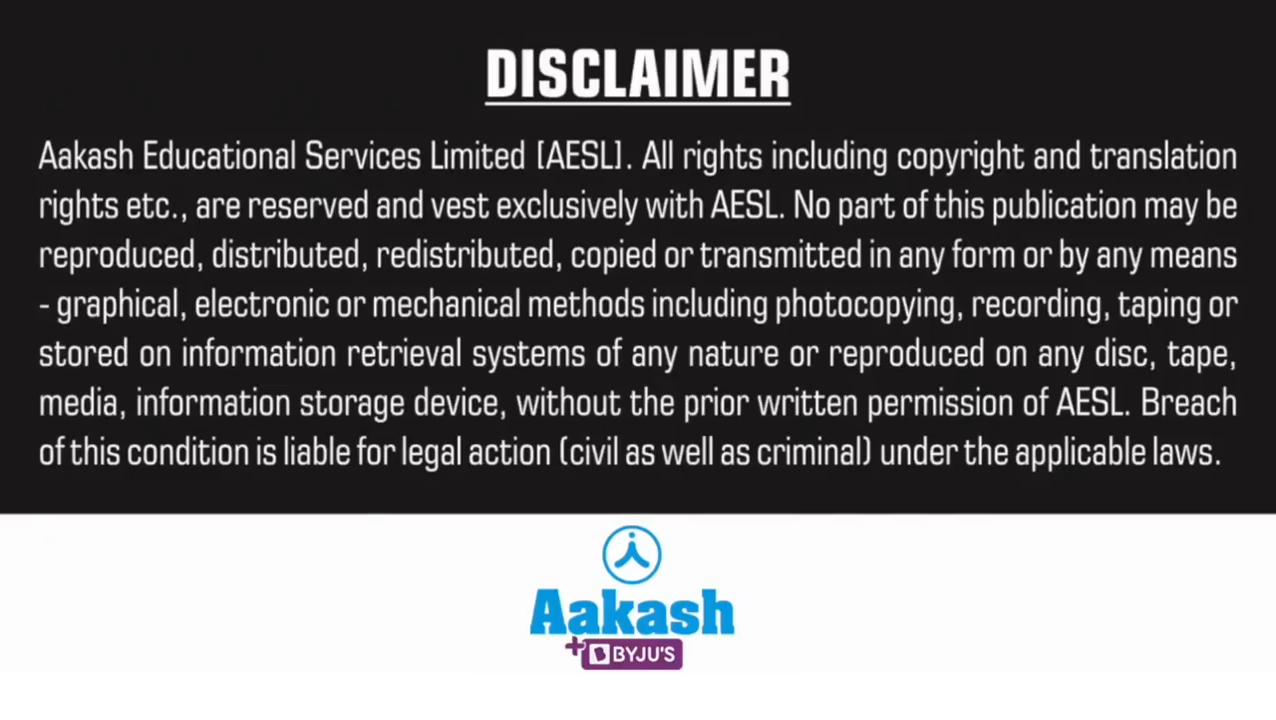 DISCLAIMER
Aakash Educational Services Limited [AESL]. All rights including copyright and translation
rights etc., are reserved and vest exclusively with AESL. No part of this publication may be
reproduced, distributed, redistributed, copied or transmitted in any form or by any means
- graphical, electronic or mechanical methods including photocopying, recording, taping or
stored on information retrieval systems of any nature or reproduced on any disc, tape,
media, information storage device, without the prior written permission of AESL. Breach
of this condition is liable for legal action (civil as well as criminal) under the applicable laws.
Aakash
+ BYJU'S